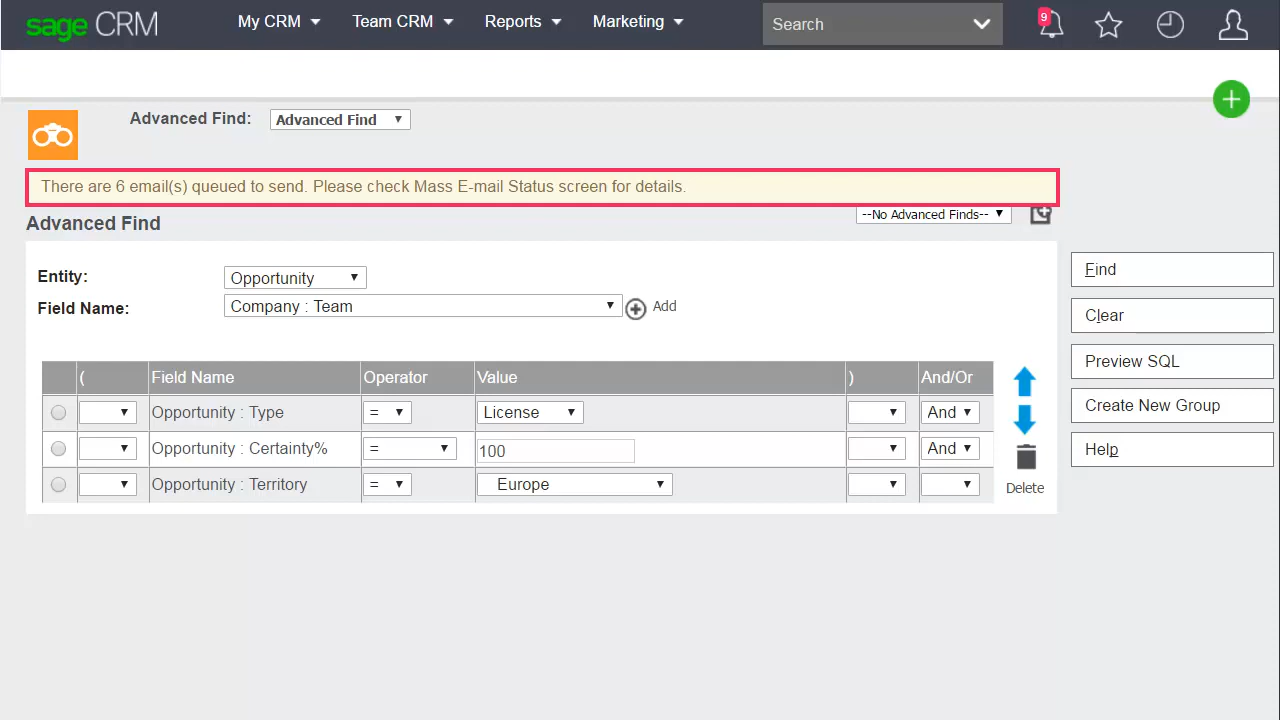 sage CRM My CRM Team CRM Reports Marketing Search 9
Advanced Find: Advanced Find
There are 6 email(s) queued to send. Please check Mass E-mail Status screen for details.
--No Advanced Finds--
Advanced Find
Entity: Opportunity
Field Name: Company : Team Add
( Field Name Operator Value ) And/Or
Opportunity : Type = License And
Opportunity : Certainty% = 100 And
Opportunity : Territory = Europe
Delete
Find
Clear
Preview SQL
Create New Group
Help